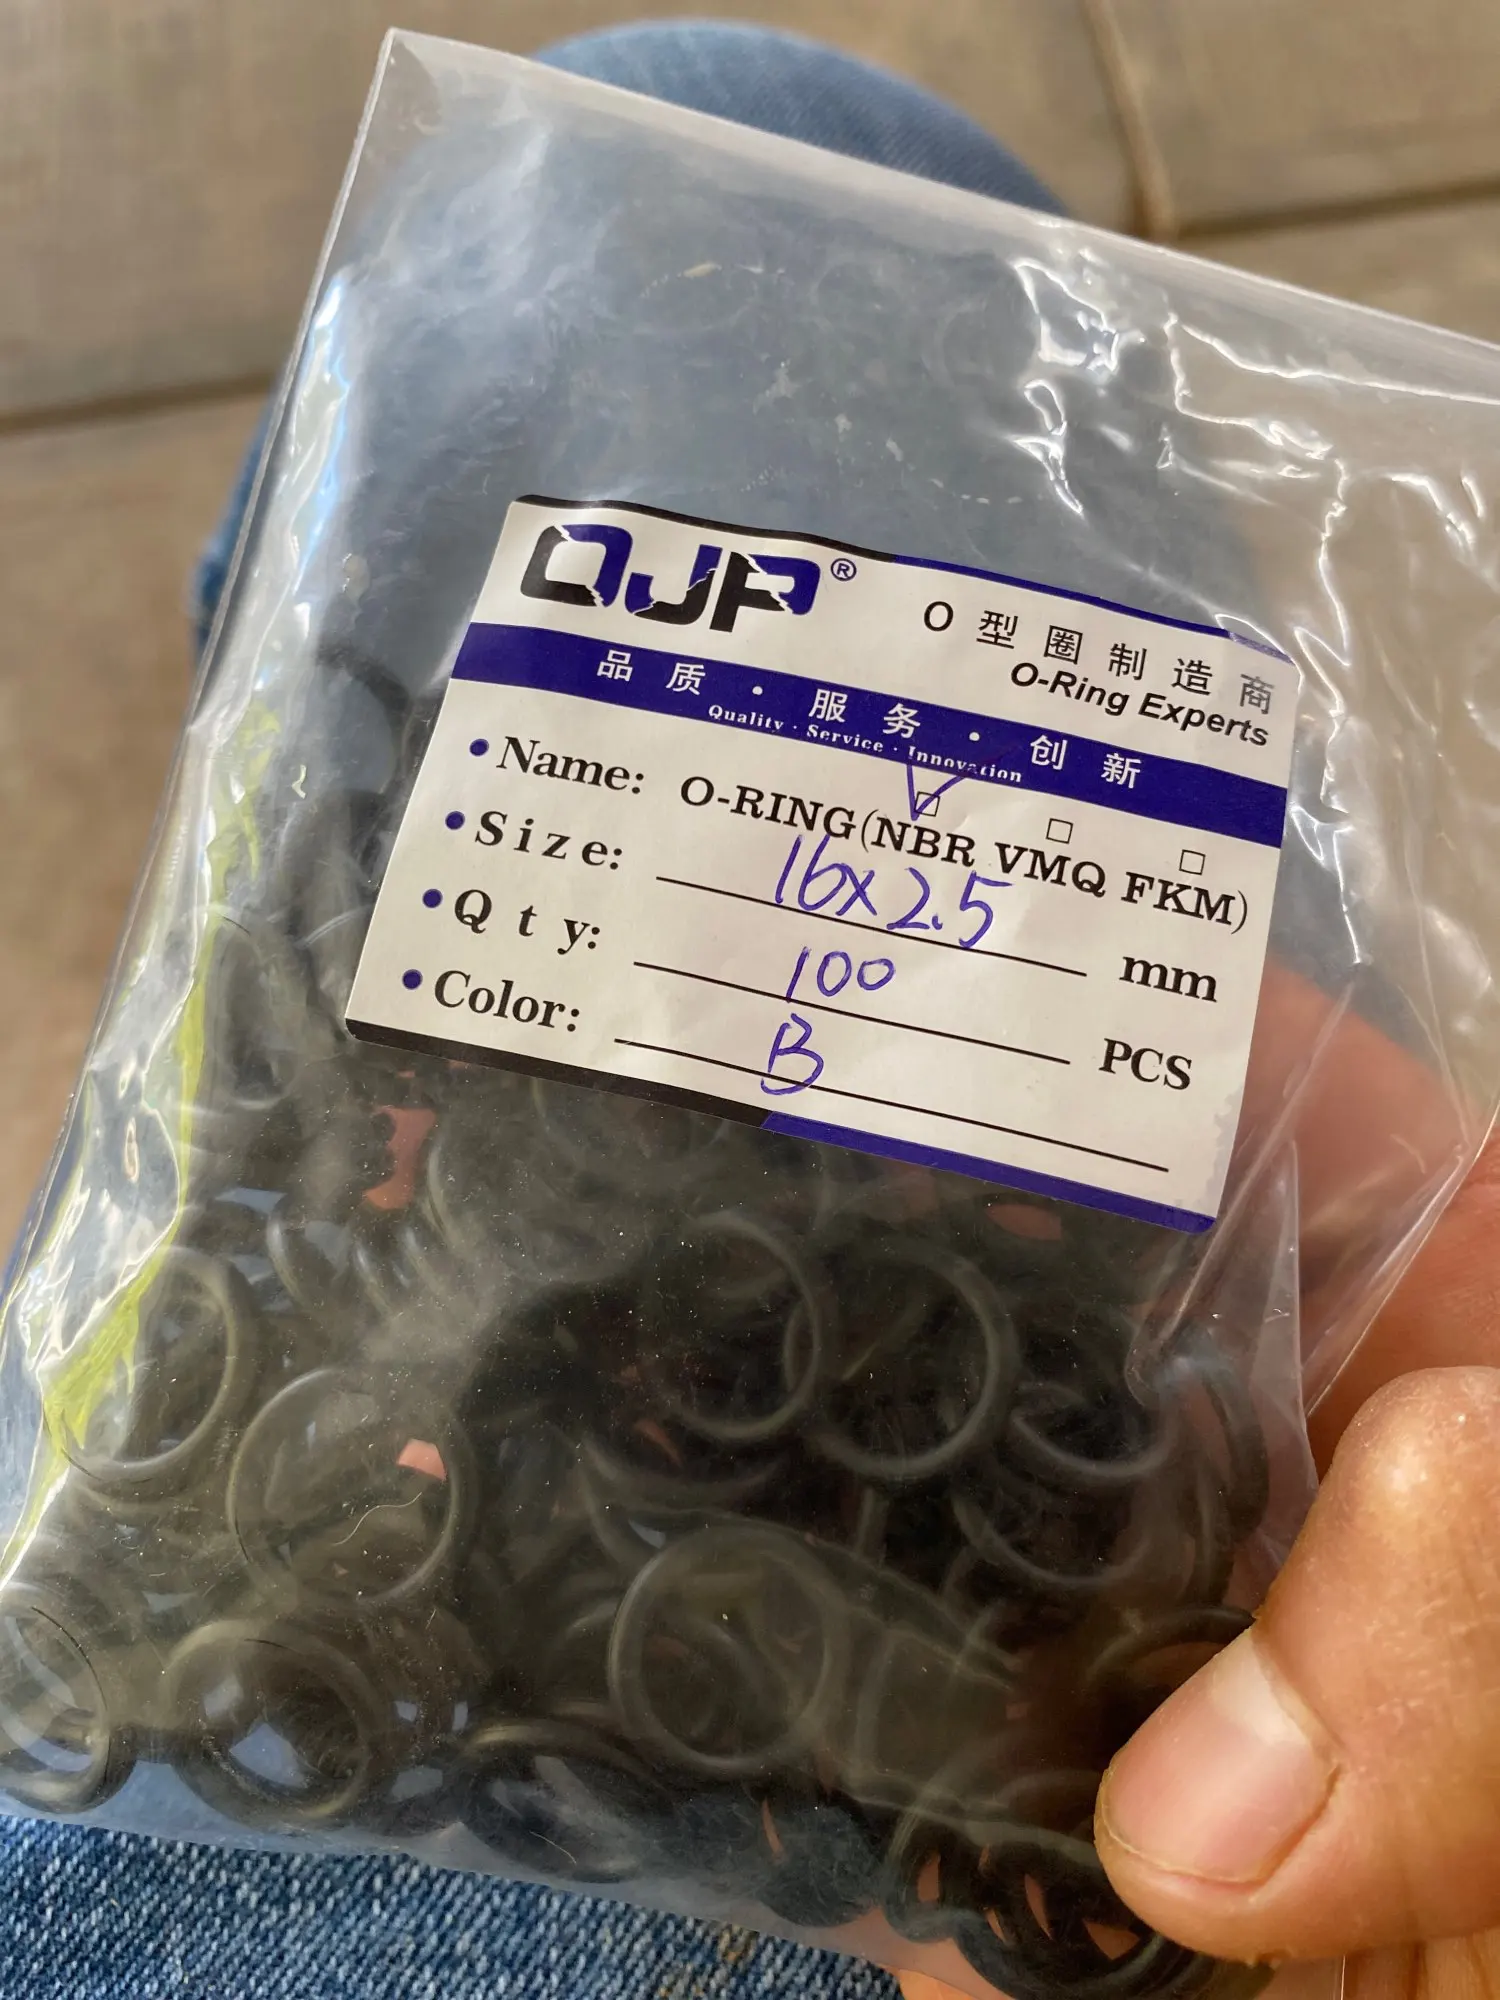 OJP®
O 型 圈 制 造 商
O-Ring Experts
品 质 · 服 务 · 创 新
Quality · Service · Innovation
• Name: O-RING(NBR VMQ FKM)
• Size: 16x2.5 mm
• Qty: 100 PCS
• Color: B